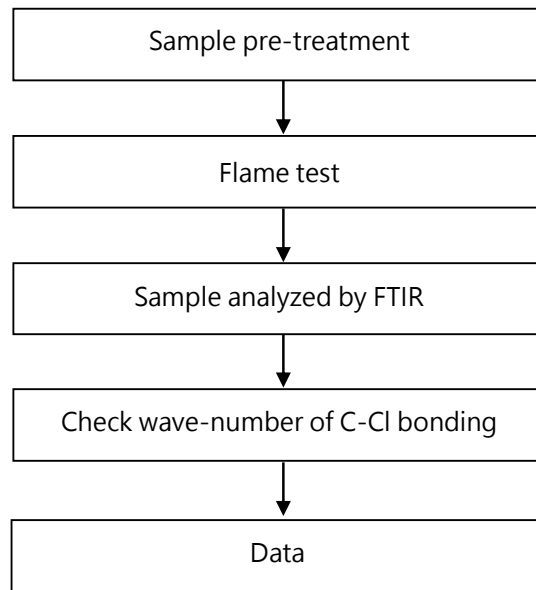 Sample pre-treatment
Flame test
Sample analyzed by FTIR
Check wave-number of C-Cl bonding
Data